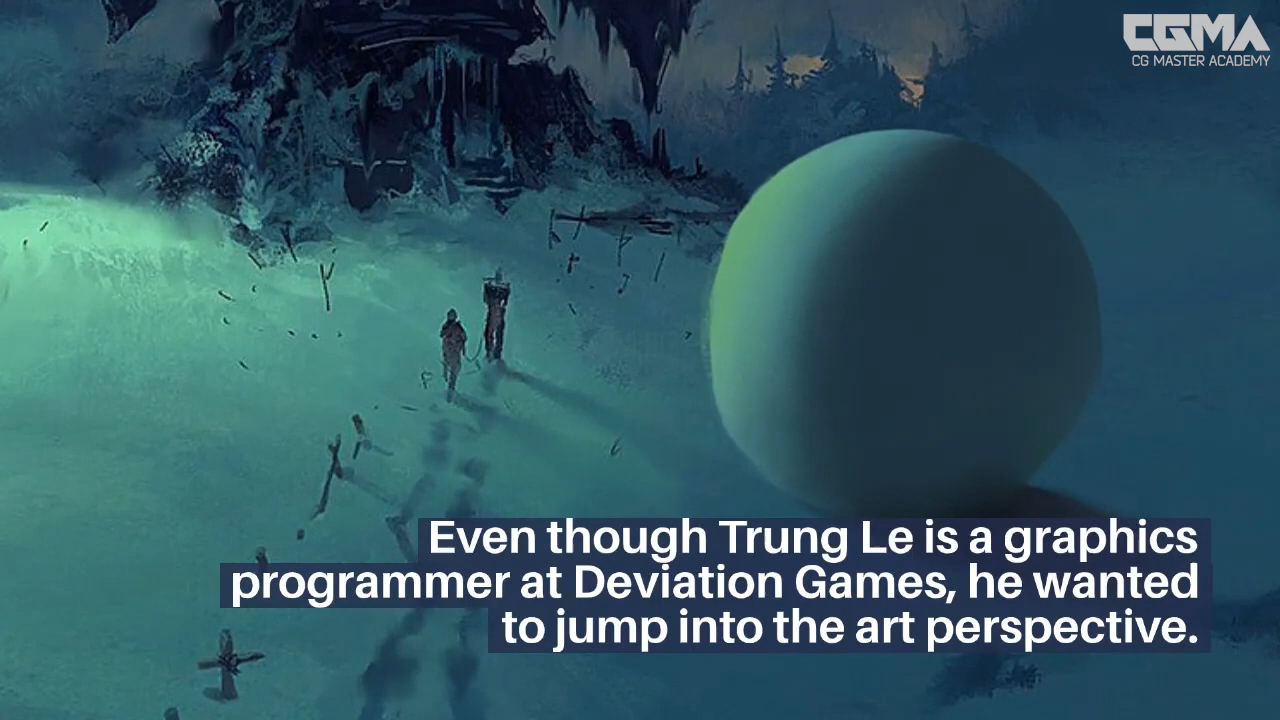 CGMA
CG MASTER ACADEMY
Even though Trung Le is a graphics
programmer at Deviation Games, he wanted
to jump into the art perspective.